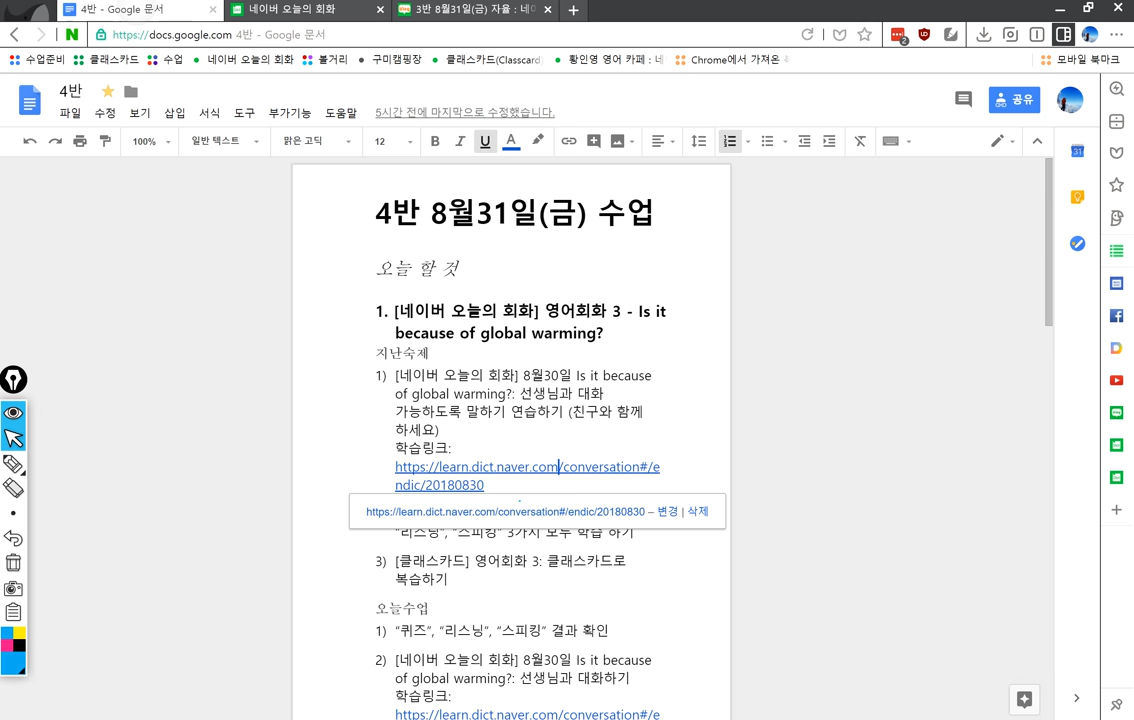 4반 - Google 문서
네이버 오늘의 회화
3반 8월31일(금) 자율 : 네이
https://docs.google.com 4반 - Google 문서
수업준비 클래스카드 수업 네이버 오늘의 회화 볼거리 구미캠핑장 클래스카드(Classcard) 황인영 영어 카페 : 네 Chrome에서 가져온 모바일 북마크
4반
파일 수정 보기 삽입 서식 도구 부가기능 도움말 5시간 전에 마지막으로 수정했습니다.
공유
100% 일반 텍스트 맑은 고딕 12 B I U A
4반 8월31일(금) 수업
오늘 할 것
1. [네이버 오늘의 회화] 영어회화 3 - Is it
because of global warming?
지난숙제
1) [네이버 오늘의 회화] 8월30일 Is it because
of global warming?: 선생님과 대화
가능하도록 말하기 연습하기 (친구와 함께
하세요)
학습링크:
https://learn.dict.naver.com/conversation#/e
ndic/20180830
https://learn.dict.naver.com/conversation#/endic/20180830 – 변경 | 삭제
“리스닝”, “스피킹” 3가지 모두 학습 하기
3) [클래스카드] 영어회화 3: 클래스카드로
복습하기
오늘수업
1) “퀴즈”, “리스닝”, “스피킹” 결과 확인
2) [네이버 오늘의 회화] 8월30일 Is it because
of global warming?: 선생님과 대화하기
학습링크:
https://learn.dict.naver.com/conversation#/e